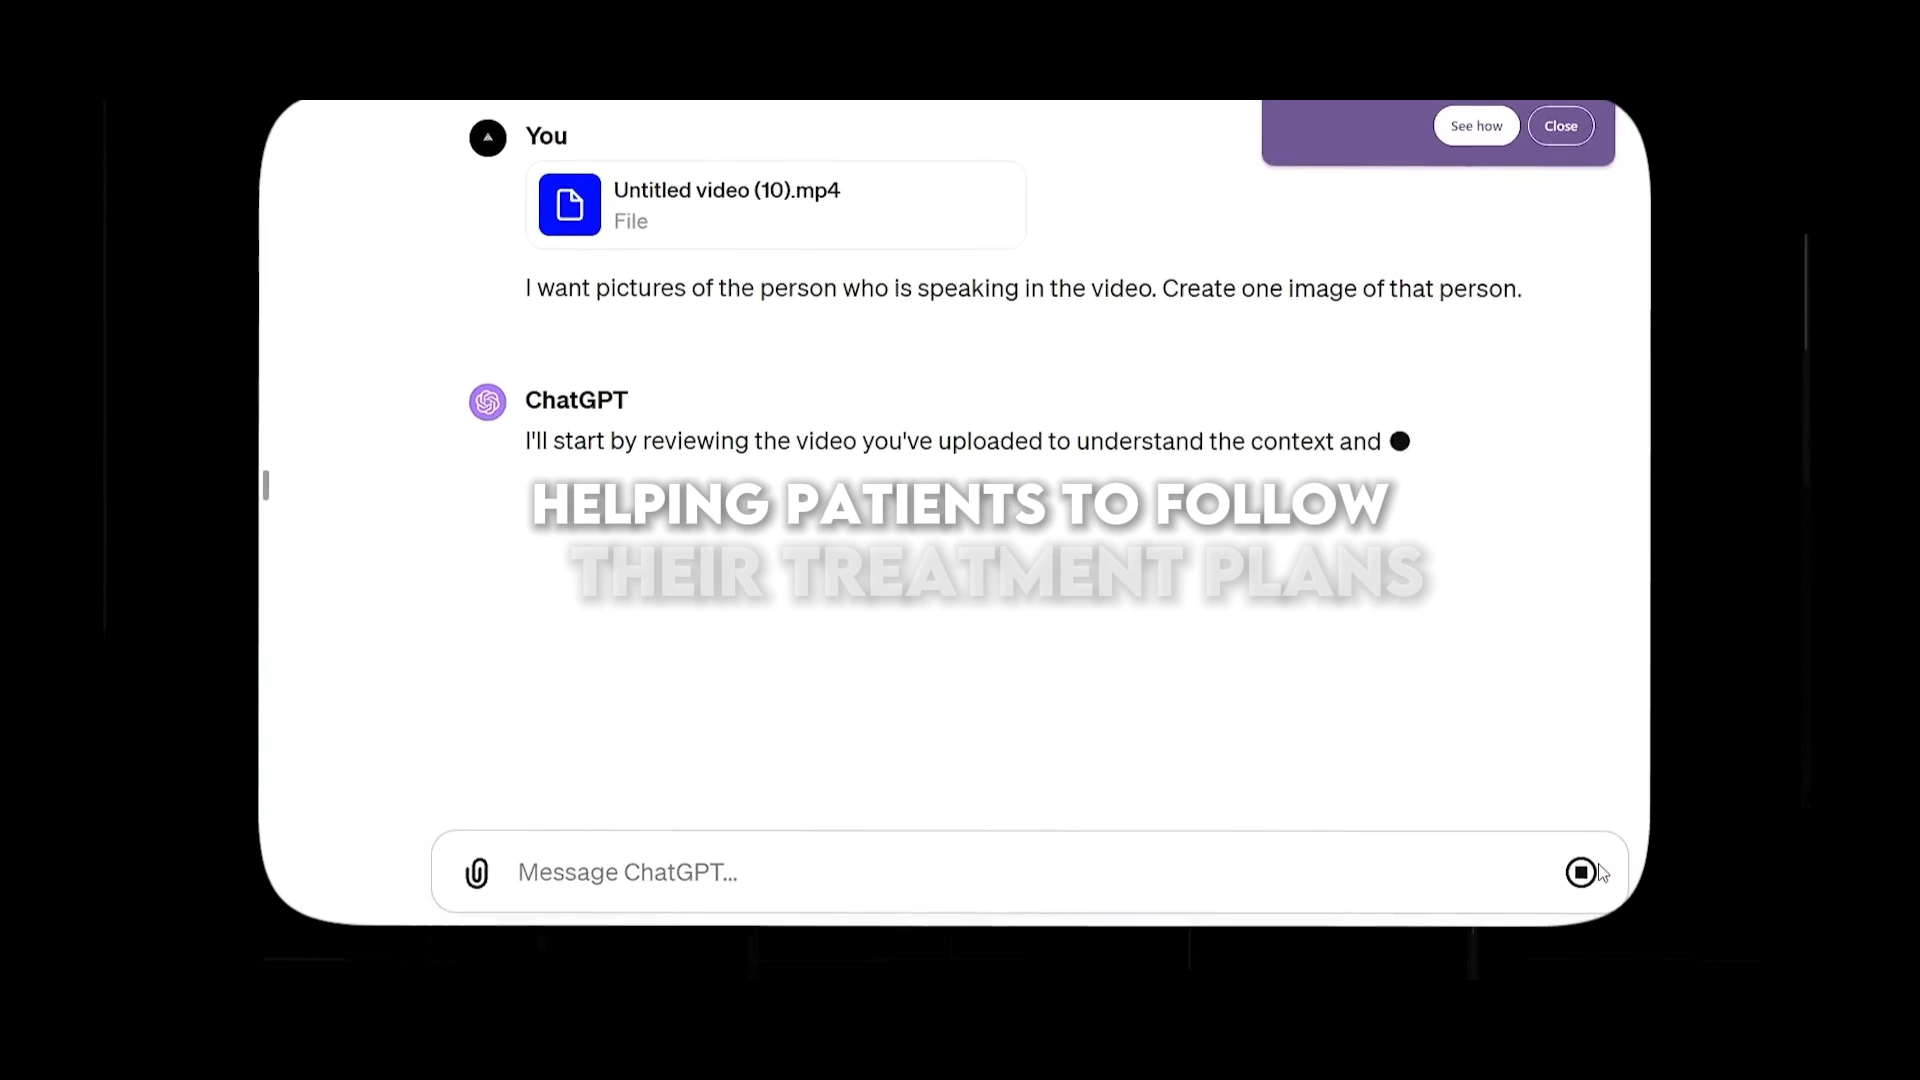 See how
Close
You
Untitled video (10).mp4
File
I want pictures of the person who is speaking in the video. Create one image of that person.
ChatGPT
I'll start by reviewing the video you've uploaded to understand the context and
HELPING PATIENTS TO FOLLOW
THEIR TREATMENT PLANS
Message ChatGPT...